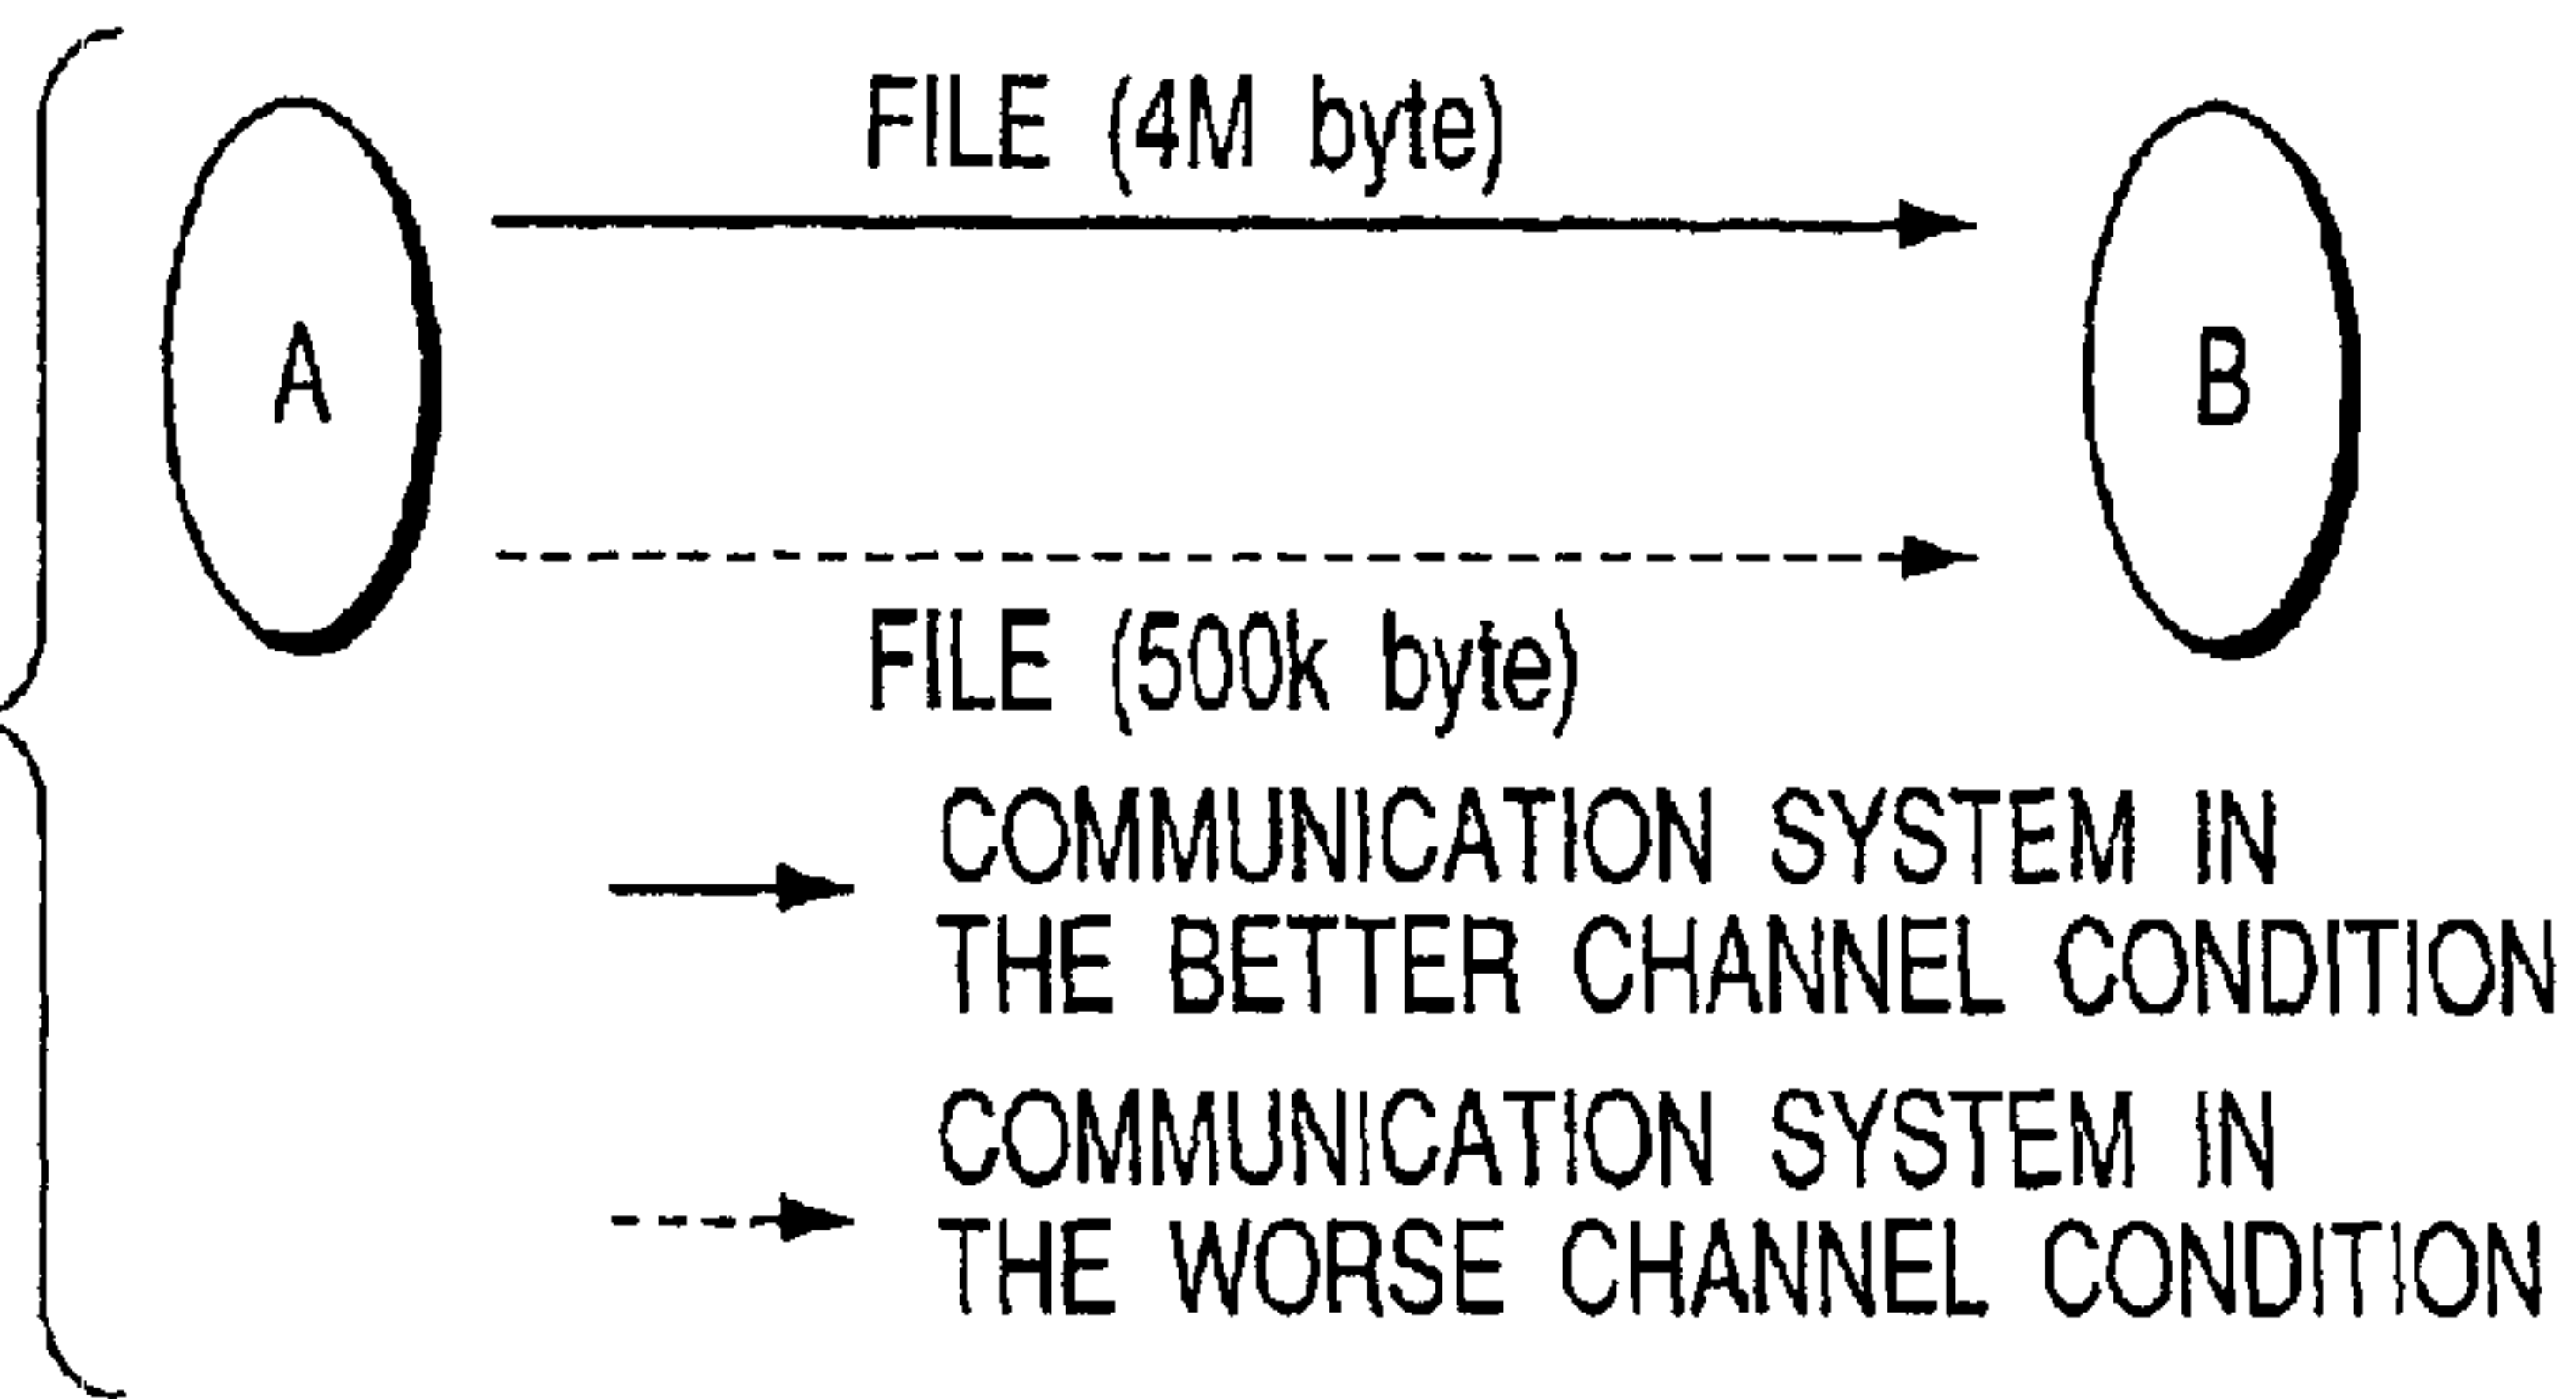 FILE (4M byte)
A
B
FILE (500k byte)
COMMUNICATION SYSTEM IN
THE BETTER CHANNEL CONDITION
COMMUNICATION SYSTEM IN
THE WORSE CHANNEL CONDITION